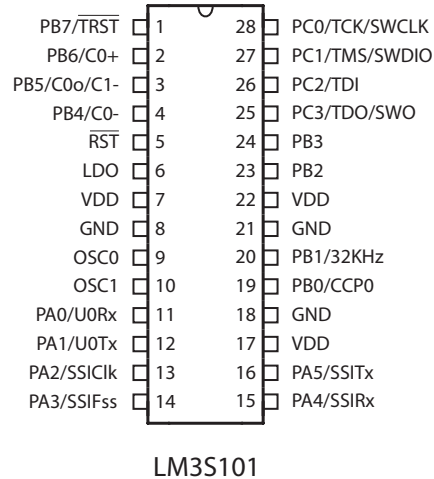 PB7/TRST 1 28 PC0/TCK/SWCLK
PB6/C0+ 2 27 PC1/TMS/SWDIO
PB5/C0o/C1- 3 26 PC2/TDI
PB4/C0- 4 25 PC3/TDO/SWO
RST 5 24 PB3
LDO 6 23 PB2
VDD 7 22 VDD
GND 8 21 GND
OSC0 9 20 PB1/32KHz
OSC1 10 19 PB0/CCP0
PA0/U0Rx 11 18 GND
PA1/U0Tx 12 17 VDD
PA2/SSIClk 13 16 PA5/SSITx
PA3/SSIFss 14 15 PA4/SSIRx
LM3S101